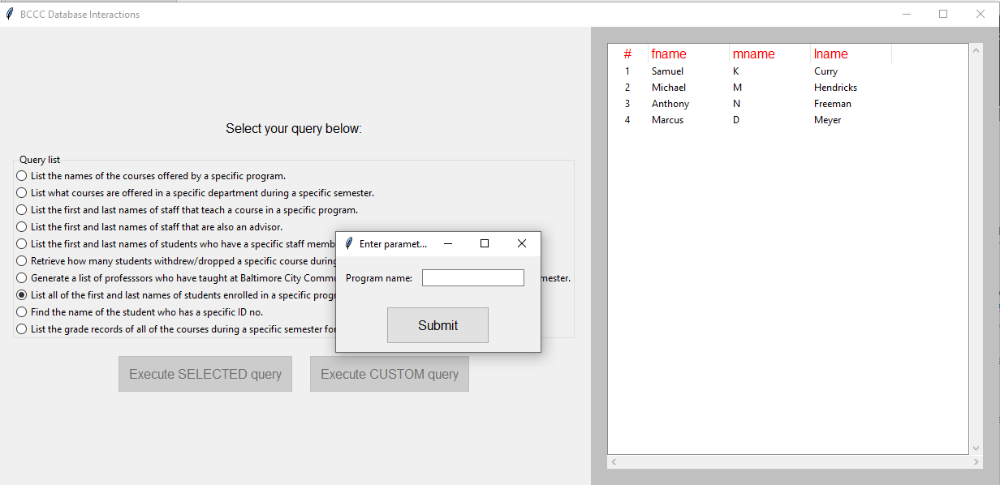 BCCC Database Interactions
Select your query below:
Query list
List the names of the courses offered by a specific program.
List what courses are offered in a specific department during a specific semester.
List the first and last names of staff that teach a course in a specific program.
List the first and last names of staff that are also an advisor.
List the first and last names of students who have a specific staff memb
Retrieve how many students withdrew/dropped a specific course during
Generate a list of professsors who have taught at Baltimore City Commu mester.
List all of the first and last names of students enrolled in a specific progr
Find the name of the student who has a specific ID no.
List the grade records of all of the courses during a specific semester for
Execute SELECTED query
Execute CUSTOM query
Enter paramet...
Program name:
Submit
# fname mname lname
1 Samuel K Curry
2 Michael M Hendricks
3 Anthony N Freeman
4 Marcus D Meyer